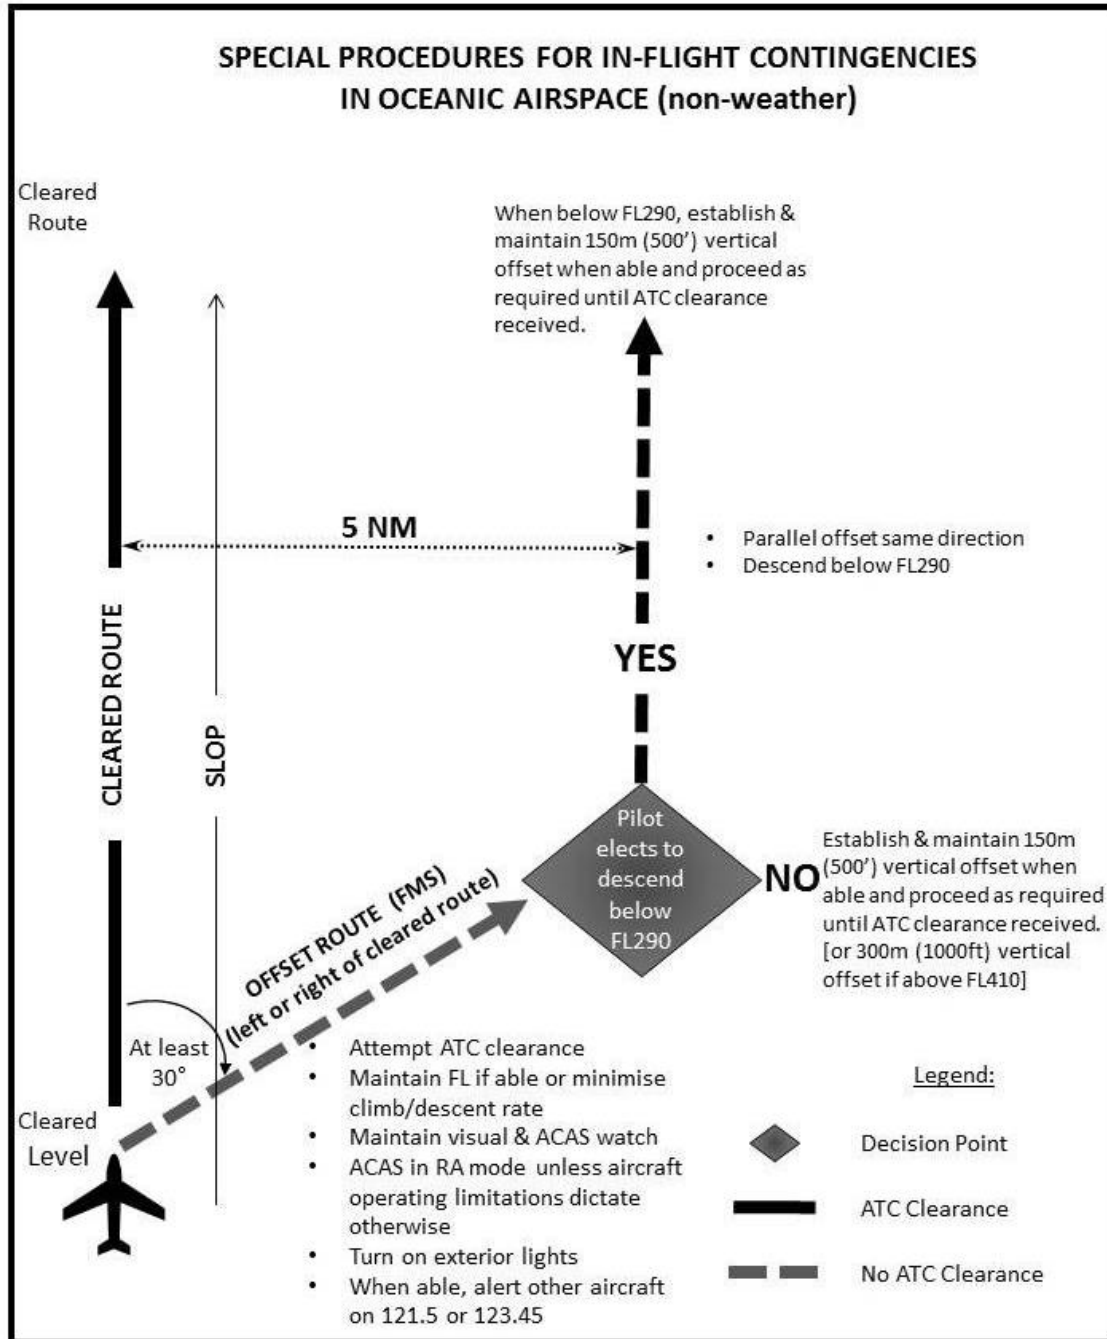 SPECIAL PROCEDURES FOR IN-FLIGHT CONTINGENCIES
IN OCEANIC AIRSPACE (non-weather)
Cleared
Route
When below FL290, establish &
maintain 150m (500') vertical
offset when able and proceed as
required until ATC clearance
received.
5 NM
• Parallel offset same direction
• Descend below FL290
CLEARED ROUTE
SLOP
YES
Pilot
elects to
descend
below
FL290
NO
Establish & maintain 150m
(500') vertical offset when
able and proceed as required
until ATC clearance received.
[or 300m (1000ft) vertical
offset if above FL410]
OFFSET ROUTE (FMS)
(left or right of cleared route)
At least
30°
Cleared
Level
• Attempt ATC clearance
• Maintain FL if able or minimise
climb/descent rate
• Maintain visual & ACAS watch
• ACAS in RA mode unless aircraft
operating limitations dictate
otherwise
• Turn on exterior lights
• When able, alert other aircraft
on 121.5 or 123.45
Legend:
Decision Point
ATC Clearance
No ATC Clearance